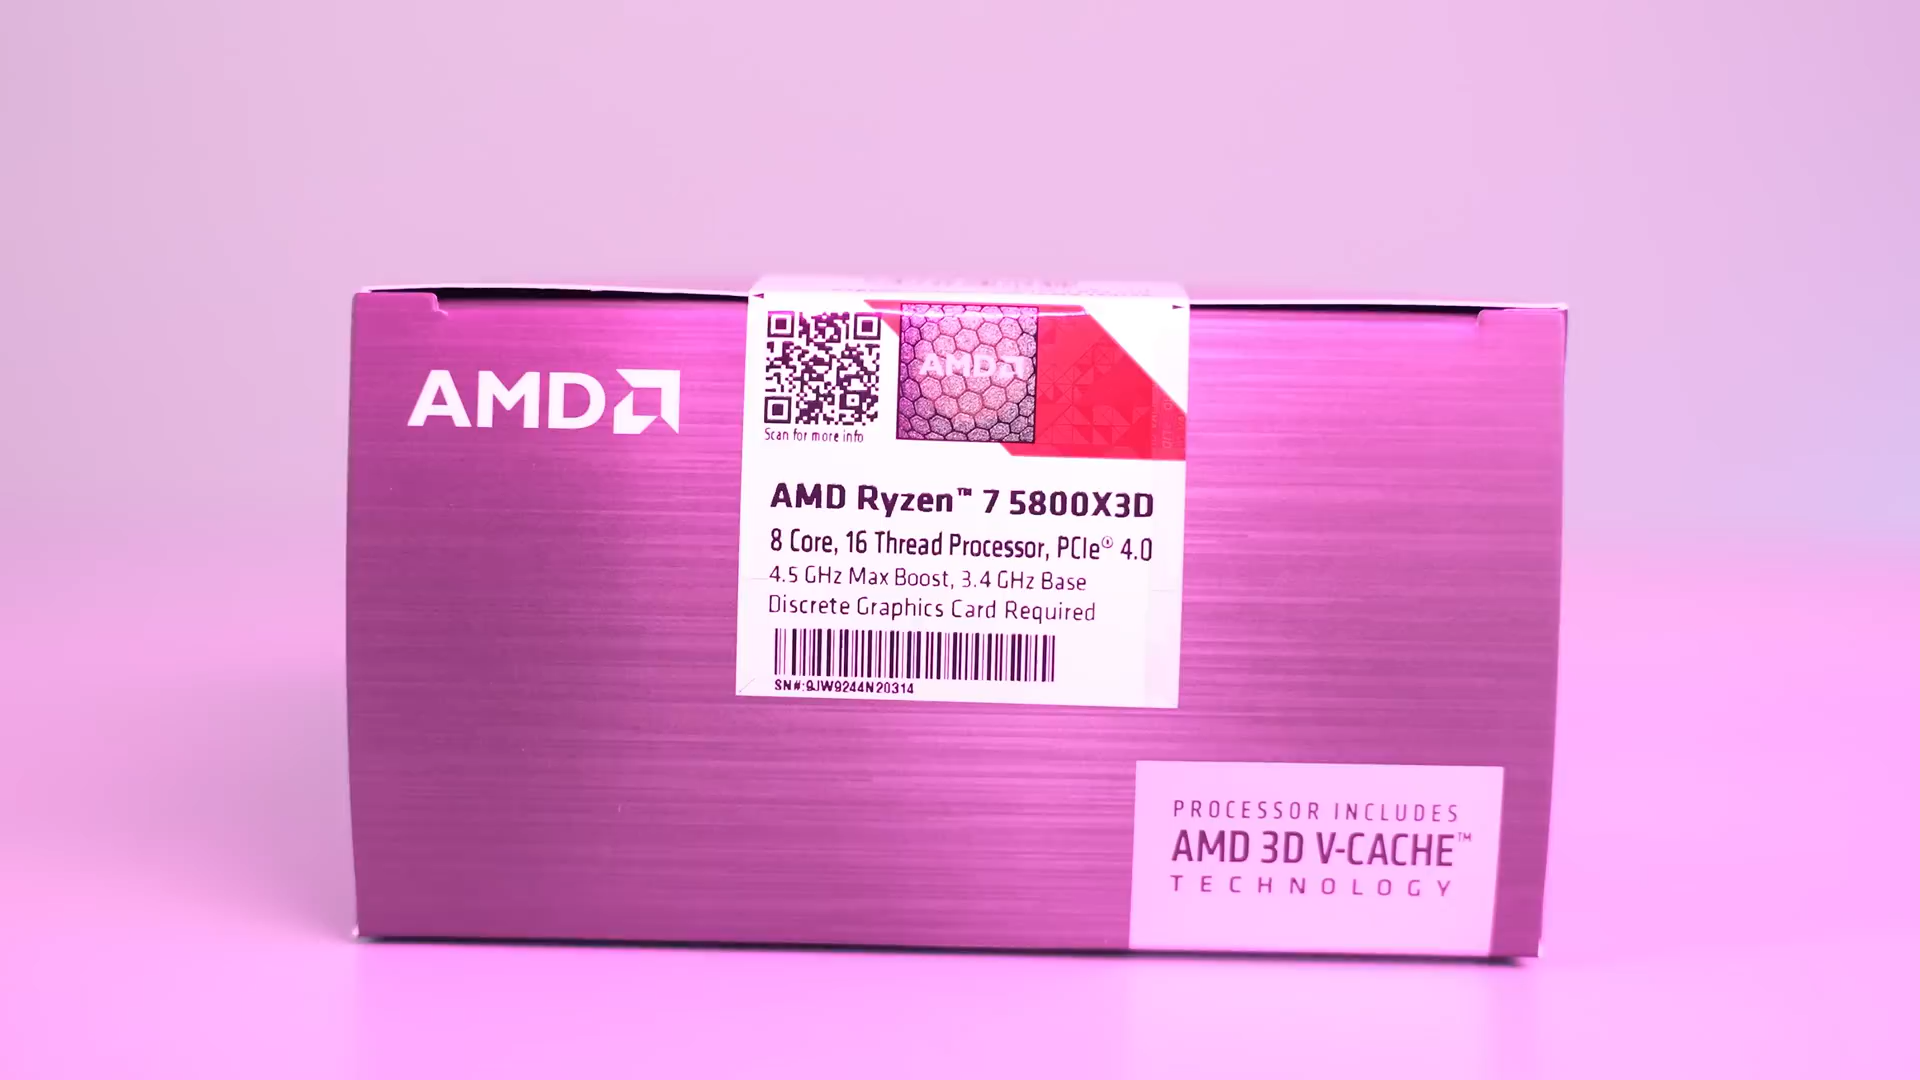 AMD
Scan for more info
AMD
AMD Ryzen™ 7 5800X3D
8 Core, 16 Thread Processor, PCIe® 4.0
4.5 GHz Max Boost, 3.4 GHz Base
Discrete Graphics Card Required
SN#:9JW9244N20314
PROCESSOR INCLUDES
AMD 3D V-CACHE™
TECHNOLOGY